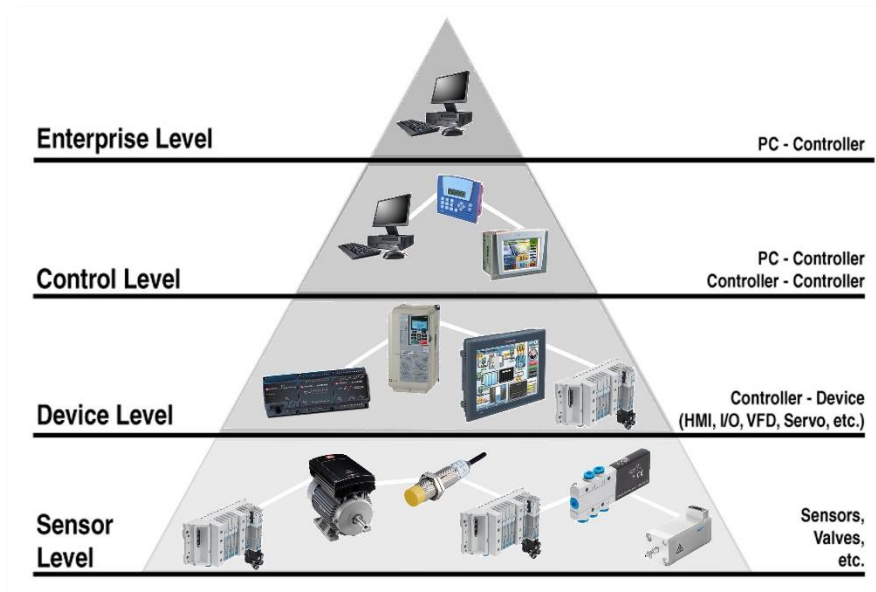 Enterprise Level
PC - Controller
Control Level
PC - Controller
Controller - Controller
Device Level
Controller - Device
(HMI, I/O, VFD, Servo, etc.)
Sensor
Level
Sensors,
Valves,
etc.